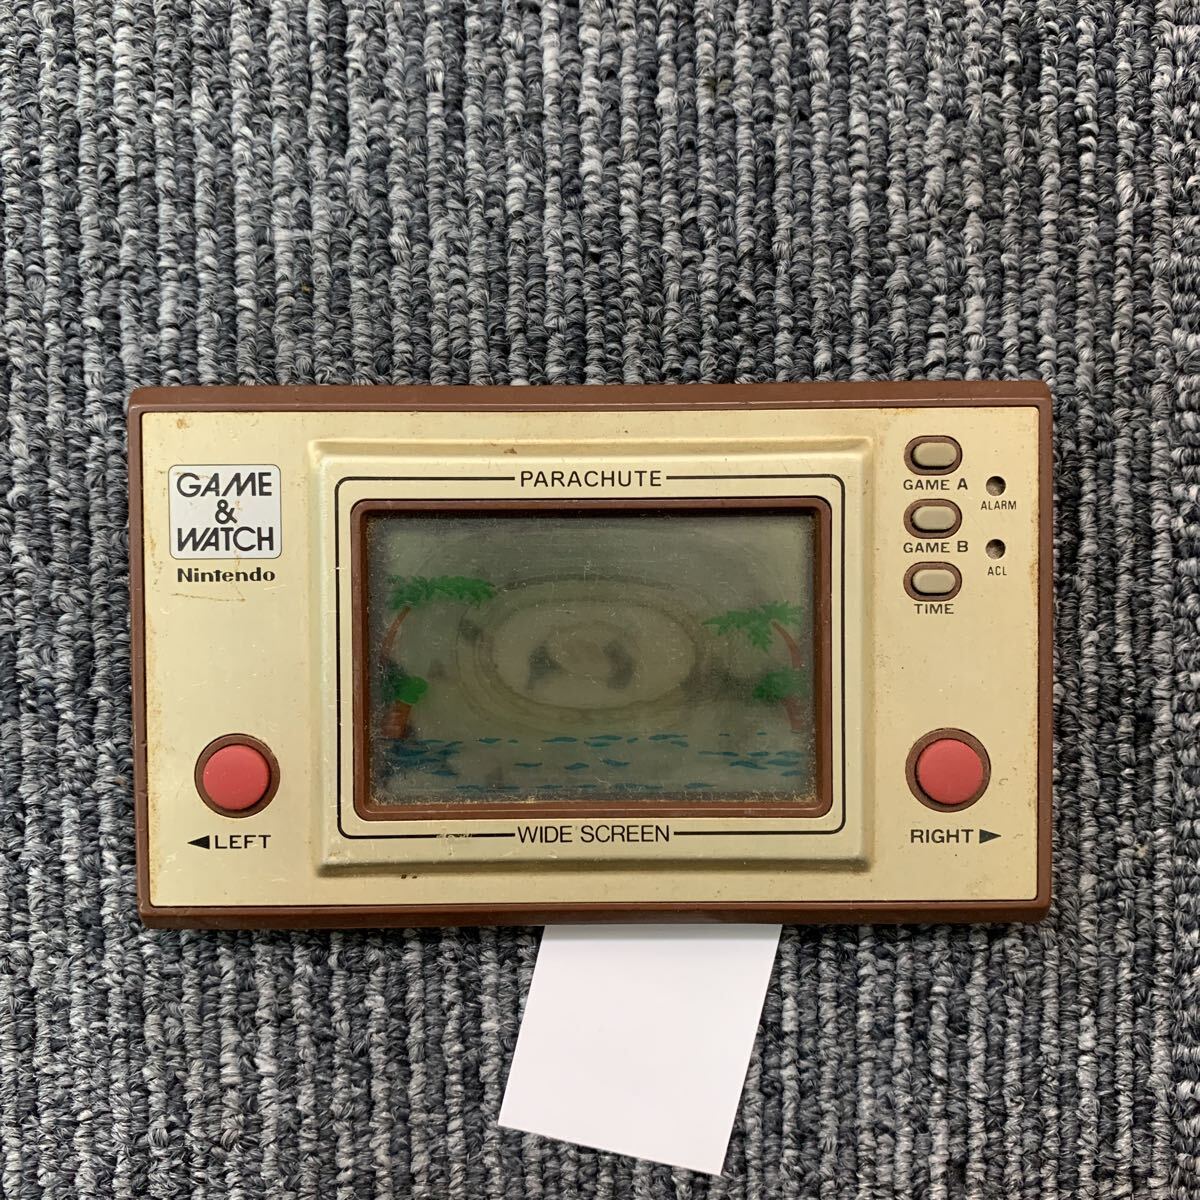 GAME
&
WATCH
Nintendo
PARACHUTE
GAME A
ALARM
GAME B
ACL
TIME
◀LEFT
WIDE SCREEN
RIGHT▶